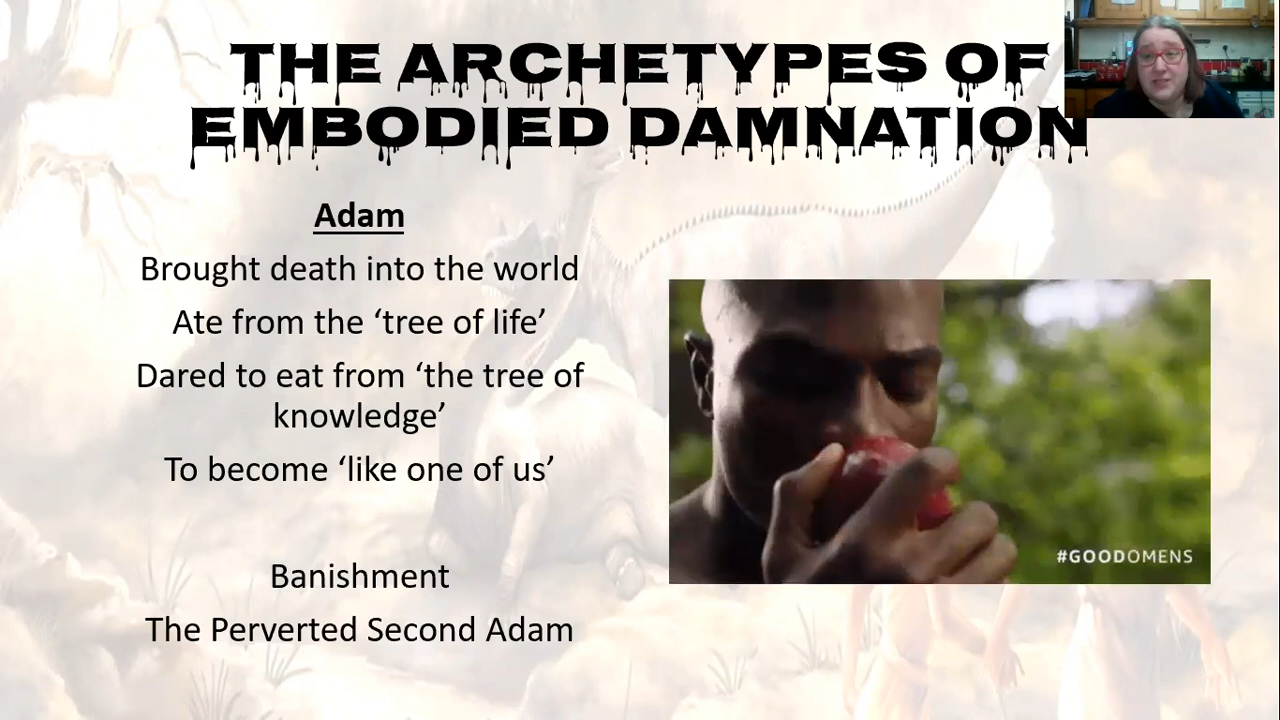 THE ARCHETYPES OF
EMBODIED DAMNATION
Adam
Brought death into the world
Ate from the ‘tree of life’
Dared to eat from ‘the tree of
knowledge’
To become ‘like one of us’
Banishment
The Perverted Second Adam
#GOODOMENS